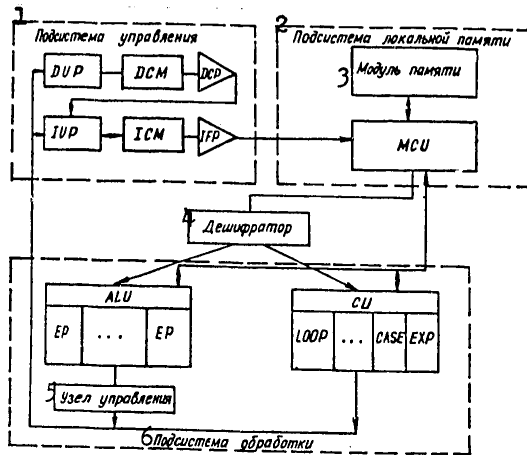 1
Подсистема управления
DUP
DCM
DCP
IUP
ICM
IFP
2
Подсистема локальной памяти
3
Модуль памяти
MCU
4
Дешифратор
ALU
EP
...
EP
CU
LOOP
...
CASE
EXP
5
Узел управления
6 Подсистема обработки